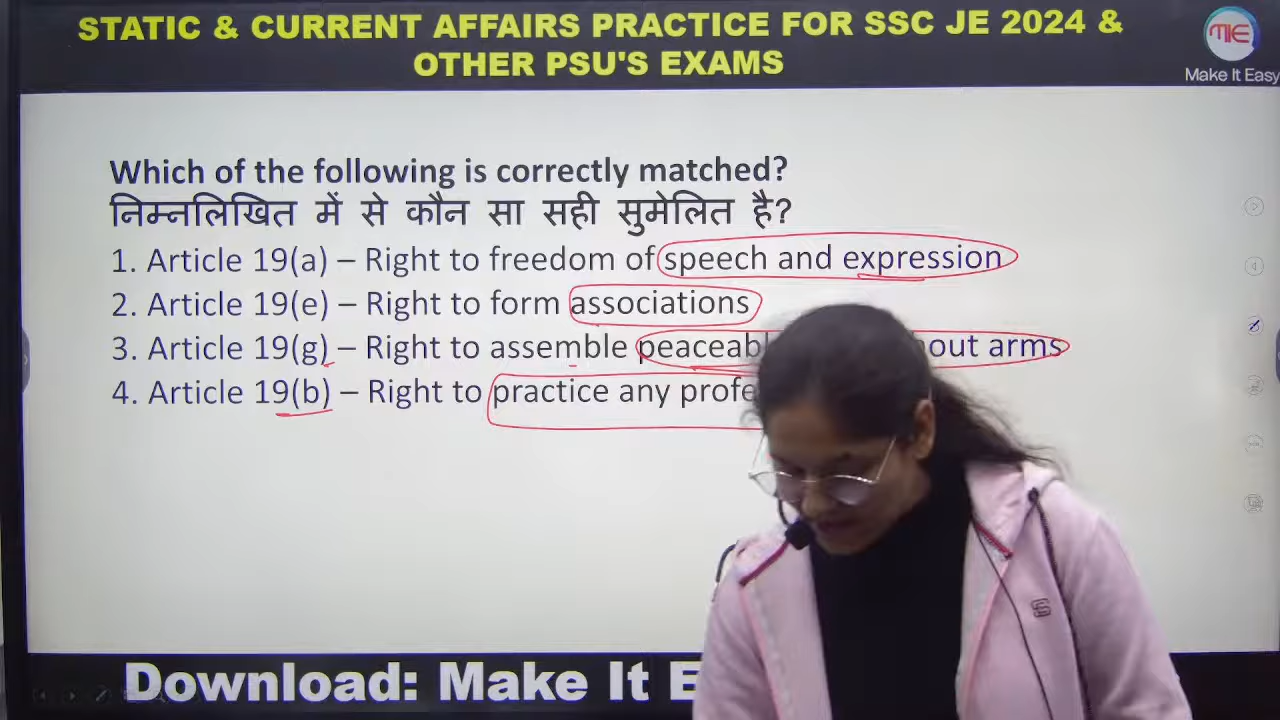 STATIC & CURRENT AFFAIRS PRACTICE FOR SSC JE 2024 &
OTHER PSU'S EXAMS
MIE
Make It Easy
Which of the following is correctly matched?
निम्नलिखित में से कौन सा सही सुमेलित है?
1. Article 19(a) – Right to freedom of speech and expression
2. Article 19(e) – Right to form associations
3. Article 19(g) – Right to assemble arms
4. Article 19(b) – Right to practice any
Download: Make It